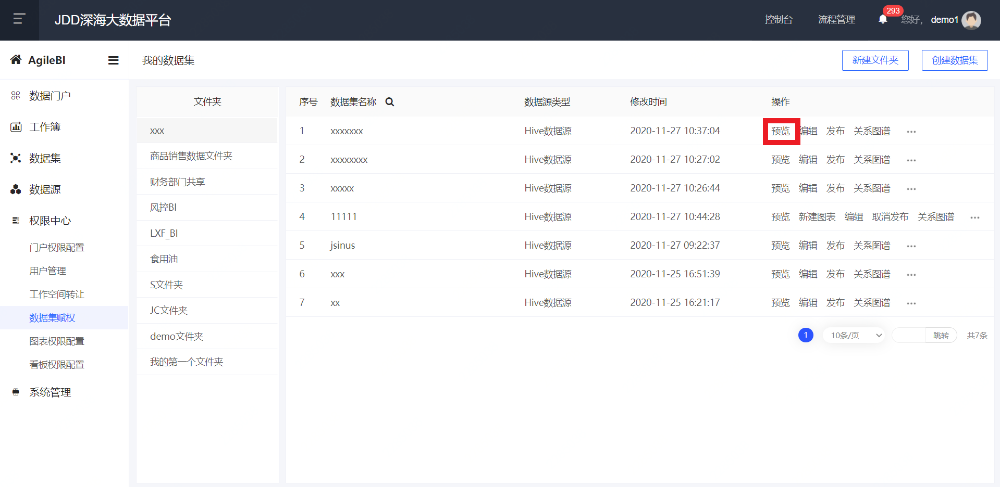 JDD深海大数据平台
控制台 流程管理 293 您好, demo1
AgileBI
数据门户
工作簿
数据集
数据源
权限中心
门户权限配置
用户管理
工作空间转让
数据集赋权
图表权限配置
看板权限配置
系统管理
我的数据集 新建文件夹 创建数据集
文件夹
xxx
商品销售数据文件夹
财务部门共享
风控BI
LXF_BI
食用油
S文件夹
JC文件夹
demo文件夹
我的第一个文件夹
序号 数据集名称 数据源类型 修改时间 操作
1 xxxxxxx Hive数据源 2020-11-27 10:37:04 预览 编辑 发布 关系图谱 ...
2 xxxxxxxx Hive数据源 2020-11-27 10:27:02 预览 编辑 发布 关系图谱 ...
3 xxxxx Hive数据源 2020-11-27 10:26:44 预览 编辑 发布 关系图谱 ...
4 11111 Hive数据源 2020-11-27 10:44:28 预览 新建图表 编辑 取消发布 关系图谱 ...
5 jsinus Hive数据源 2020-11-27 09:22:37 预览 编辑 发布 关系图谱 ...
6 xxx Hive数据源 2020-11-25 16:51:39 预览 编辑 发布 关系图谱 ...
7 xx Hive数据源 2020-11-25 16:21:17 预览 编辑 发布 关系图谱 ...
1 10条/页 跳转 共7条